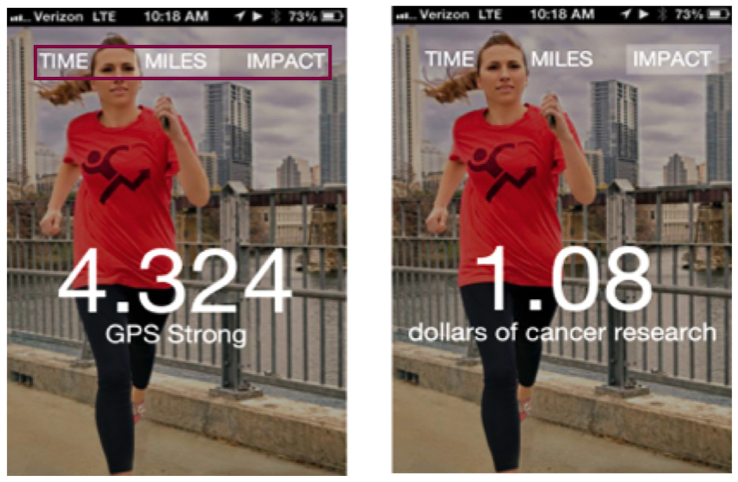 Verizon LTE 10:18 AM 73%
TIME MILES IMPACT
4.324
GPS Strong
Verizon LTE 10:18 AM 73%
TIME MILES IMPACT
1.08
dollars of cancer research